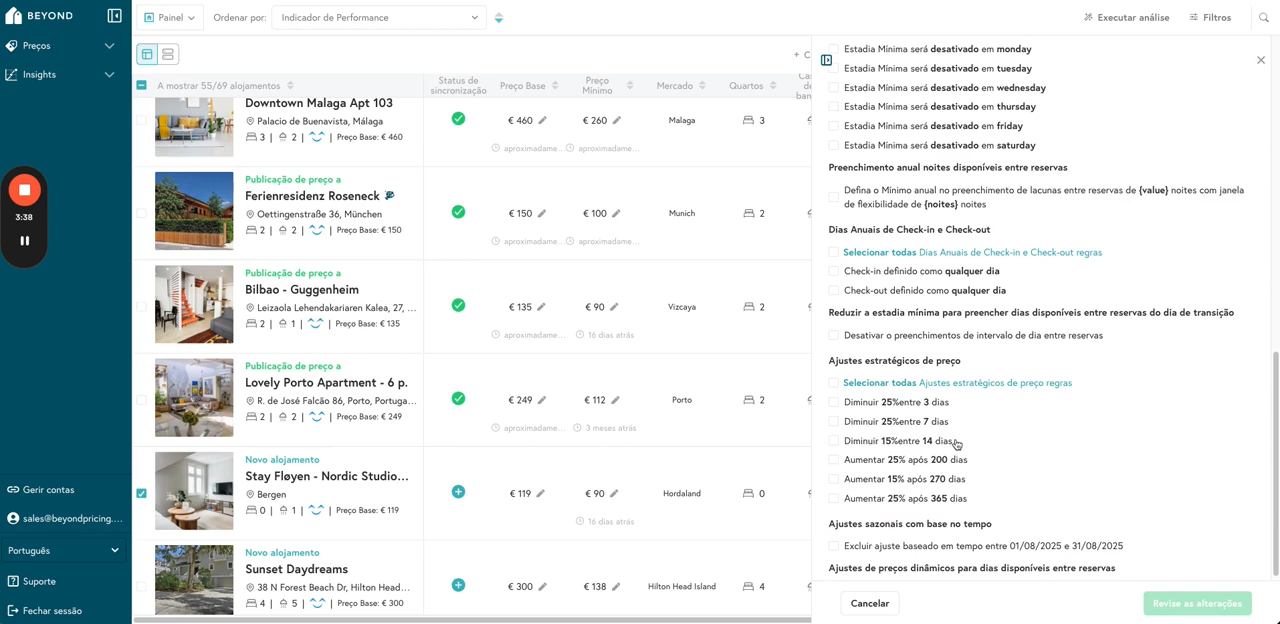 BEYOND
Preços
Insights
Gerir contas
sales@beyondpricing....
Português
Suporte
Fechar sessão
3:38
Painel
Ordenar por:
Indicador de Performance
Executar análise
Filtros
+ C
A mostrar 55/69 alojamentos
Status de
sincronização
Preço Base
Preço
Mínimo
Mercado
Quartos
Downtown Malaga Apt 103
Palacio de Buenavista, Málaga
3 | 2 | | Preço Base: € 460
€ 460
€ 260
Malaga
3
aproximadame...
aproximadame...
Publicação de preço a
Ferienresidenz Roseneck
Oettingenstraße 36, München
2 | 2 | | Preço Base: € 150
€ 150
€ 100
Munich
2
aproximadame...
aproximadame...
Publicação de preço a
Bilbao - Guggenheim
Leizaola Lehendakariaren Kalea, 27, ...
2 | 1 | | Preço Base: € 135
€ 135
€ 90
Vizcaya
2
aproximadame...
16 dias atrás
Publicação de preço a
Lovely Porto Apartment - 6 p.
R. de José Falcão 86, Porto, Portuga...
2 | 2 | | Preço Base: € 249
€ 249
€ 112
Porto
2
aproximadame...
3 meses atrás
Novo alojamento
Stay Fløyen - Nordic Studio...
Bergen
0 | 1 | | Preço Base: € 119
€ 119
€ 90
Hordaland
0
16 dias atrás
Novo alojamento
Sunset Daydreams
38 N Forest Beach Dr, Hilton Head...
4 | 5 | | Preço Base: € 300
€ 300
€ 138
Hilton Head Island
4
Estadia Mínima será desativado em monday
Estadia Mínima será desativado em tuesday
Estadia Mínima será desativado em wednesday
Estadia Mínima será desativado em thursday
Estadia Mínima será desativado em friday
Estadia Mínima será desativado em saturday
Preenchimento anual noites disponíveis entre reservas
Defina o Mínimo anual no preenchimento de lacunas entre reservas de {value} noites com janela
de flexibilidade de {noites} noites
Dias Anuais de Check-in e Check-out
Selecionar todas Dias Anuais de Check-in e Check-out regras
Check-in definido como qualquer dia
Check-out definido como qualquer dia
Reduzir a estadia mínima para preencher dias disponíveis entre reservas do dia de transição
Desativar o preenchimentos de intervalo de dia entre reservas
Ajustes estratégicos de preço
Selecionar todas Ajustes estratégicos de preço regras
Diminuir 25%entre 3 dias
Diminuir 25%entre 7 dias
Diminuir 15%entre 14 dias
Aumentar 25% após 200 dias
Aumentar 15% após 270 dias
Aumentar 25% após 365 dias
Ajustes sazonais com base no tempo
Excluir ajuste baseado em tempo entre 01/08/2025 e 31/08/2025
Ajustes de preços dinâmicos para dias disponíveis entre reservas
Cancelar
Revise as alterações